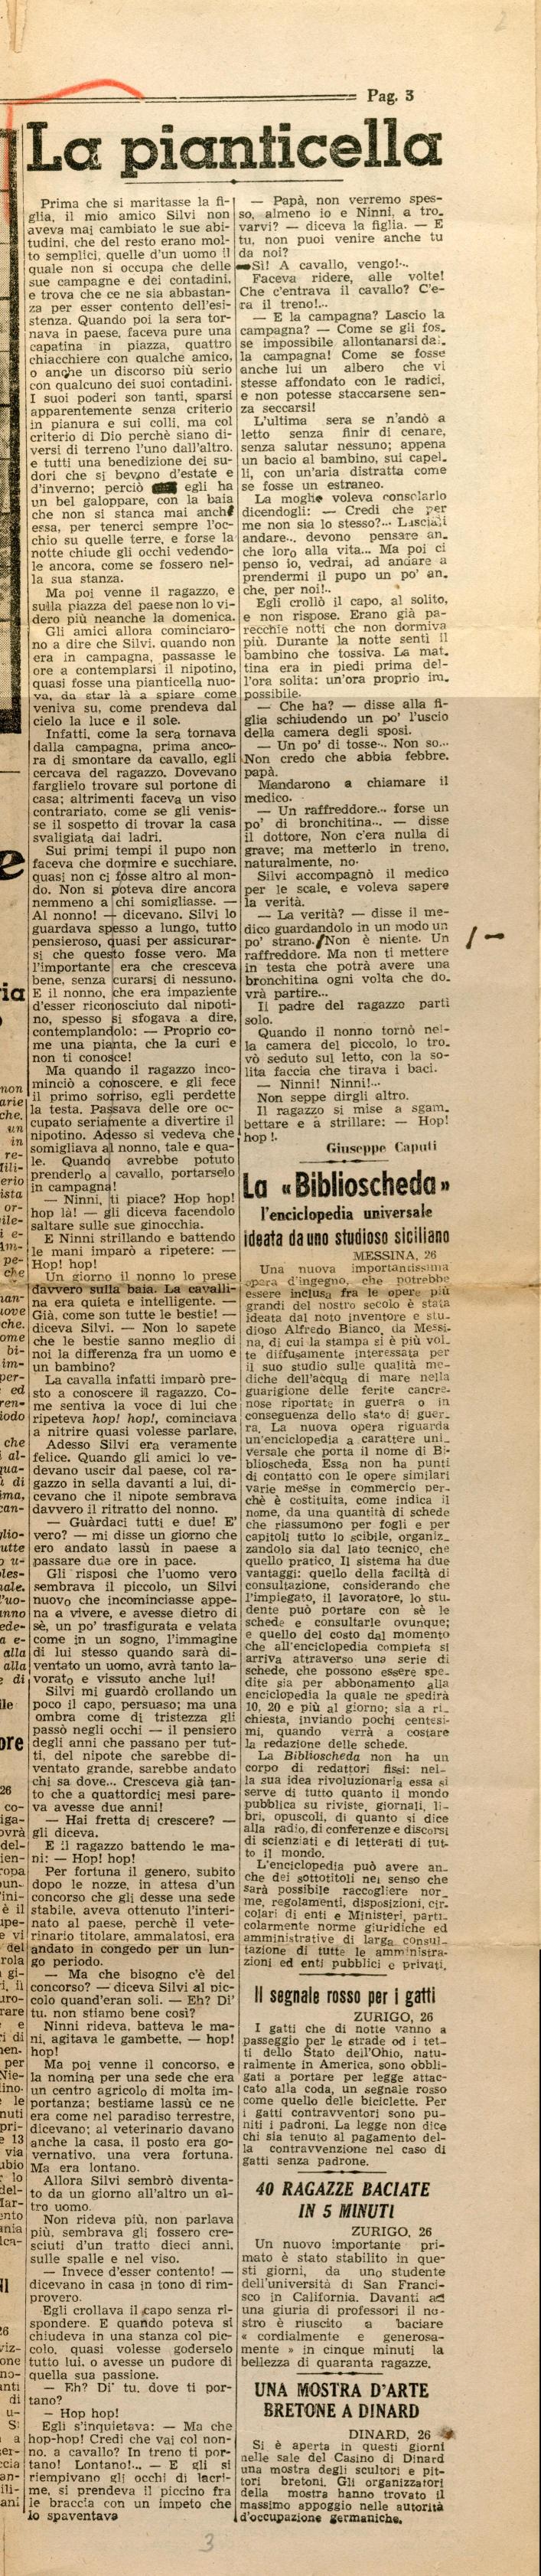 Pag. 3
La pianticella
Prima che si maritasse la fi-
glia, il mio amico Silvi non
aveva mai cambiato le sue abi-
tudini, che del resto erano mol-
to semplici, quelle d'un uomo il
quale non si occupa che delle
sue campagne e dei contadini,
e trova che ce ne sia abbastan-
za per esser contento dell'esi-
stenza. Quando poi la sera tor-
nava in paese, faceva pure una
capatina in piazza, quattro
chiacchiere con qualche amico,
o anche un discorso più serio
con qualcuno dei suoi contadini.
I suoi poderi son tanti, sparsi
apparentemente senza criterio
in pianura e sui colli, ma col
criterio di Dio perchè siano di-
versi di terreno l'uno dall'altro,
e tutti una benedizione dei su-
dori che si bevono d'estate e
d'inverno; perciò egli ha
un bel galoppare, con la baia
che non si stanca mai anche
essa, per tenerci sempre l'oc-
chio su quelle terre, e forse la
notte chiude gli occhi vedendo-
le ancora, come se fossero nel-
la sua stanza.
Ma poi venne il ragazzo, e
sulla piazza del paese non lo vi-
dero più neanche la domenica.
Gli amici allora cominciaro-
no a dire che Silvi, quando non
era in campagna, passasse le
ore a contemplarsi il nipotino,
quasi fosse una pianticella nuo-
va, da star là a spiare come
veniva su, come prendeva dal
cielo la luce e il sole.
Infatti, come la sera tornava
dalla campagna, prima anco-
ra di smontare da cavallo, egli
cercava del ragazzo. Dovevano
farglielo trovare sul portone di
casa; altrimenti faceva un viso
contrariato, come se gli venis-
se il sospetto di trovar la casa
svaligiata dai ladri.
Sui primi tempi il pupo non
faceva che dormire e succhiare,
quasi non ci fosse altro al mon-
do. Non si poteva dire ancora
nemmeno a chi somigliasse. —
Al nonno! — dicevano. Silvi lo
guardava spesso a lungo, tutto
pensieroso, quasi per assicurar-
si che questo fosse vero. Ma
l'importante era che cresceva
bene, senza curarsi di nessuno.
E il nonno, che era impaziente
d'esser riconosciuto dal nipoti-
no, spesso si sfogava a dire,
contemplandolo: — Proprio co-
me una pianta, che la curi e
non ti conosce!
Ma quando il ragazzo inco-
minciò a conoscere, e gli fece
il primo sorriso, egli perdette
la testa. Passava delle ore oc-
cupato seriamente a divertire il
nipotino. Adesso si vedeva che
somigliava al nonno, tale e qua-
le. Quando avrebbe potuto
prenderlo a cavallo, portarselo
in campagna!
— Ninni, ti piace? Hop hop!
hop là! — gli diceva facendolo
saltare sulle sue ginocchia.
E Ninni strillando e battendo
le mani imparò a ripetere: —
Hop! hop!
Un giorno il nonno lo prese
davvero sulla baia. La cavalli-
na era quieta e intelligente. —
Già, come son tutte le bestie! —
diceva Silvi. — Non lo sapete
che le bestie sanno meglio di
noi la differenza fra un uomo e
un bambino?
La cavalla infatti imparò pre-
sto a conoscere il ragazzo. Co-
me sentiva la voce di lui che
ripeteva hop! hop!, cominciava
a nitrire quasi volesse parlare.
Adesso Silvi era veramente
felice. Quando gli amici lo ve-
devano uscir dal paese, col ra-
gazzo in sella davanti a lui, di-
cevano che il nipote sembrava
davvero il ritratto del nonno.
— Guàrdaci tutti e due! E'
vero? — mi disse un giorno che
ero andato lassù in paese a
passare due ore in pace.
Gli risposi che l'uomo vero
sembrava il piccolo, un Silvi
nuovo che incominciasse appe-
na a vivere, e avesse dietro di
sè, un po' trasfigurata e velata
come in un sogno, l'immagine
di lui stesso quando sarà di-
ventato un uomo, avrà tanto la-
vorato e vissuto anche lui!
Silvi mi guardò crollando un
poco il capo, persuaso; ma una
ombra come di tristezza gli
passò negli occhi — il pensiero
degli anni che passano per tut-
ti, del nipote che sarebbe di-
ventato grande, sarebbe andato
chi sa dove... Cresceva già tan-
to che a quattordici mesi pare-
va avesse due anni!
— Hai fretta di crescere? —
gli diceva.
E il ragazzo battendo le ma-
ni: — Hop! hop!
Per fortuna il genero, subito
dopo le nozze, in attesa d'un
concorso che gli desse una sede
stabile, aveva ottenuto l'interi-
nato al paese, perchè il vete-
rinario titolare, ammalatosi, era
andato in congedo per un lun-
go periodo.
— Ma che bisogno c'è del
concorso? — diceva Silvi al pic-
colo quand'eran soli. — Eh? Di'
tu, non stiamo bene così?
Ninni rideva, batteva le ma-
ni, agitava le gambette, — hop!
hop!
Ma poi venne il concorso, e
la nomina per una sede che era
un centro agricolo di molta im-
portanza; bestiame lassù ce ne
era come nel paradiso terrestre,
dicevano; al veterinario davano
anche la casa, il posto era go-
vernativo, una vera fortuna.
Ma era lontano.
Allora Silvi sembrò diventa-
to da un giorno all'altro un al-
tro uomo.
Non rideva più, non parlava
più, sembrava gli fossero cre-
sciuti d'un tratto dieci anni,
sulle spalle e nel viso.
— Invece d'esser contento! —
dicevano in casa in tono di rim-
provero.
Egli crollava il capo senza ri-
spondere. E quando poteva si
chiudeva in una stanza col pic-
colo, quasi volesse goderselo
tutto lui, o avesse un pudore di
quella sua passione.
— Eh? Di' tu, dove ti por-
tano?
— Hop hop!
Egli s'inquietava: — Ma che
hop-hop! Credi che vai col non-
no, a cavallo? In treno ti por-
tano! Lontano!... — E gli si
riempivano gli occhi di lacri-
me, si prendeva il piccino fra
le braccia con un impeto che
lo spaventava
— Papà, non verremo spes-
so, almeno io e Ninni, a tro-
varvi? — diceva la figlia. — E
tu, non puoi venire anche tu
da noi?
— Sì! A cavallo, vengo!...
Faceva ridere, alle volte!
Che c'entrava il cavallo? C'e-
ra il treno!...
— E la campagna? Lascio la
campagna? — Come se gli fos-
se impossibile allontanarsi dal-
la campagna! Come se fosse
anche lui un albero che vi
stesse affondato con le radici,
e non potesse staccarsene sen-
za seccarsi!
L'ultima sera se n'andò a
letto senza finir di cenare,
senza salutar nessuno; appena
un bacio al bambino, sui capel-
li, con un'aria distratta come
se fosse un estraneo.
La moglie voleva consolarlo
dicendogli: — Credi che per
me non sia lo stesso?... Lasciali
andare... devono pensare an-
che loro alla vita... Ma poi ci
penso io, vedrai, ad andare a
prendermi il pupo un po' an-
che, per noi!..
Egli crollò il capo, al solito,
e non rispose. Erano già pa-
recchie notti che non dormiva
più. Durante la notte sentì il
bambino che tossiva. La mat-
tina era in piedi prima del-
l'ora solita: un'ora proprio im-
possibile.
— Che ha? — disse alla fi-
glia schiudendo un po' l'uscio
della camera degli sposi.
— Un po' di tosse... Non so...
Non credo che abbia febbre,
papà.
Mandarono a chiamare il
medico.
— Un raffreddore... forse un
po' di bronchitina... — disse
il dottore, Non c'era nulla di
grave; ma metterlo in treno,
naturalmente, no.
Silvi accompagnò il medico
per le scale, e voleva sapere
la verità.
— La verità? — disse il me-
dico guardandolo in un modo un
po' strano. Non è niente. Un
raffreddore. Ma non ti mettere
in testa che potrà avere una
bronchitina ogni volta che do-
vrà partire...
Il padre del ragazzo partì
solo.
Quando il nonno tornò nel-
la camera del piccolo, lo tro-
vò seduto sul letto, con la so-
lita faccia che tirava i baci.
— Ninni! Ninni!...
Non seppe dirgli altro.
Il ragazzo si mise a sgam-
bettare e a strillare: — Hop!
hop!.
Giuseppe Caputi
La «Biblioscheda»
l'enciclopedia universale
ideata da uno studioso siciliano
MESSINA, 26
Una nuova importantissima
opera d'ingegno, che potrebbe
essere inclusa fra le opere più
grandi del nostro secolo è stata
ideata dal noto inventore e stu-
dioso Alfredo Bianco, da Messi-
na, di cui la stampa si è più vol-
te diffusamente interessata per
il suo studio sulle qualità me-
diche dell'acqua di mare nella
guarigione delle ferite cancre-
nose riportate in guerra o in
conseguenza dello stato di guer-
ra. La nuova opera riguarda
un'enciclopedia a carattere uni-
versale che porta il nome di Bi-
blioscheda. Essa non ha punti
di contatto con le opere similari
varie messe in commercio per-
chè è costituita, come indica il
nome, da una quantità di schede
che riassumono per fogli e per
capitoli tutto lo scibile, organiz-
zandolo sia dal lato tecnico, che
quello pratico. Il sistema ha due
vantaggi: quello della facilità di
consultazione, considerando che
l'impiegato, il lavoratore, lo stu-
dente può portare con sè le
schede e consultarle ovunque;
e quello del costo dal momento
che all'enciclopedia completa si
arriva attraverso una serie di
schede, che possono essere spe-
dite sia per abbonamento alla
enciclopedia la quale ne spedirà
10, 20 e più al giorno; sia a ri-
chiesta, inviando pochi centesi-
mi, quando verrà a costare
la redazione delle schede.
La Biblioscheda non ha un
corpo di redattori fissi: nel-
la sua idea rivoluzionaria essa si
serve di tutto quanto il mondo
pubblica su riviste, giornali, li-
bri, opuscoli, di quanto si dice
alla radio, di conferenze e discorsi
di scienziati e di letterati di tut-
to il mondo.
L'enciclopedia può avere an-
che dei sottotitoli nel senso che
sarà possibile raccogliere nor-
me, regolamenti, disposizioni, cir-
colari di enti e Ministeri, parti-
colarmente norme giuridiche ed
amministrative di larga consul-
tazione di tutte le amministra-
zioni ed enti pubblici e privati.
Il segnale rosso per i gatti
ZURIGO, 26
I gatti che di notte vanno a
passeggio per le strade od i tet-
ti dello Stato dell'Ohio, natu-
ralmente in America, sono obbli-
gati a portare per legge attac-
cato alla coda, un segnale rosso
come quello delle biciclette. Per
i gatti contravventori sono pu-
niti i padroni. La legge non dice
chi sia tenuto al pagamento del-
la contravvenzione nel caso di
gatti senza padrone.
40 RAGAZZE BACIATE
IN 5 MINUTI
ZURIGO, 26
Un nuovo importante pri-
mato è stato stabilito in que-
sti giorni, da uno studente
dell'università di San Franci-
sco in California. Davanti ad
una giuria di professori il no-
stro è riuscito a baciare
« cordialmente e generosa-
mente » in cinque minuti la
bellezza di quaranta ragazze.
UNA MOSTRA D'ARTE
BRETONE A DINARD
DINARD, 26
Si è aperta in questi giorni
nelle sale del Casino di Dinard
una mostra degli scultori e pit-
tori bretoni. Gli organizzatori
della mostra hanno trovato il
massimo appoggio nelle autorità
d'occupazione germaniche.
3